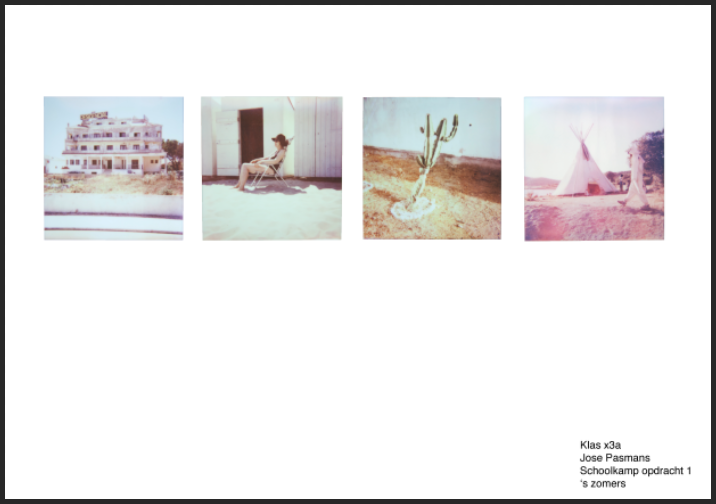 Klas x3a
Jose Pasmans
Schoolkamp opdracht 1
‘s zomers